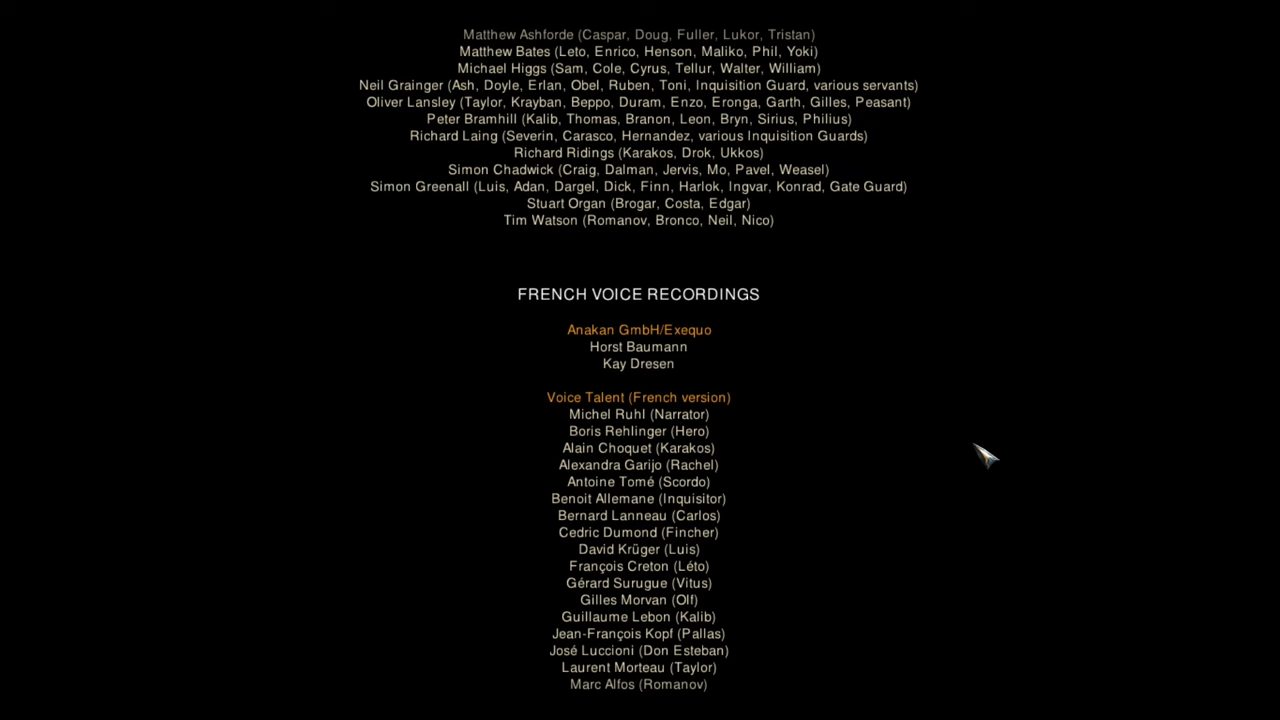 Matthew Ashforde (Caspar, Doug, Fuller, Lukor, Tristan)
Matthew Bates (Leto, Enrico, Henson, Maliko, Phil, Yoki)
Michael Higgs (Sam, Cole, Cyrus, Tellur, Walter, William)
Neil Grainger (Ash, Doyle, Erlan, Obel, Ruben, Toni, Inquisition Guard, various servants)
Oliver Lansley (Taylor, Krayban, Beppo, Duram, Enzo, Eronga, Garth, Gilles, Peasant)
Peter Bramhill (Kalib, Thomas, Branon, Leon, Bryn, Sirius, Philius)
Richard Laing (Severin, Carasco, Hernandez, various Inquisition Guards)
Richard Ridings (Karakos, Drok, Ukkos)
Simon Chadwick (Craig, Dalman, Jervis, Mo, Pavel, Weasel)
Simon Greenall (Luis, Adan, Dargel, Dick, Finn, Harlok, Ingvar, Konrad, Gate Guard)
Stuart Organ (Brogar, Costa, Edgar)
Tim Watson (Romanov, Bronco, Neil, Nico)
FRENCH VOICE RECORDINGS
Anakan GmbH/Exequo
Horst Baumann
Kay Dresen
Voice Talent (French version)
Michel Ruhl (Narrator)
Boris Rehlinger (Hero)
Alain Choquet (Karakos)
Alexandra Garijo (Rachel)
Antoine Tomé (Scordo)
Benoit Allemane (Inquisitor)
Bernard Lanneau (Carlos)
Cedric Dumond (Fincher)
David Krüger (Luis)
François Creton (Léto)
Gérard Surugue (Vitus)
Gilles Morvan (Olf)
Guillaume Lebon (Kalib)
Jean-François Kopf (Pallas)
José Luccioni (Don Esteban)
Laurent Morteau (Taylor)
Marc Alfos (Romanov)